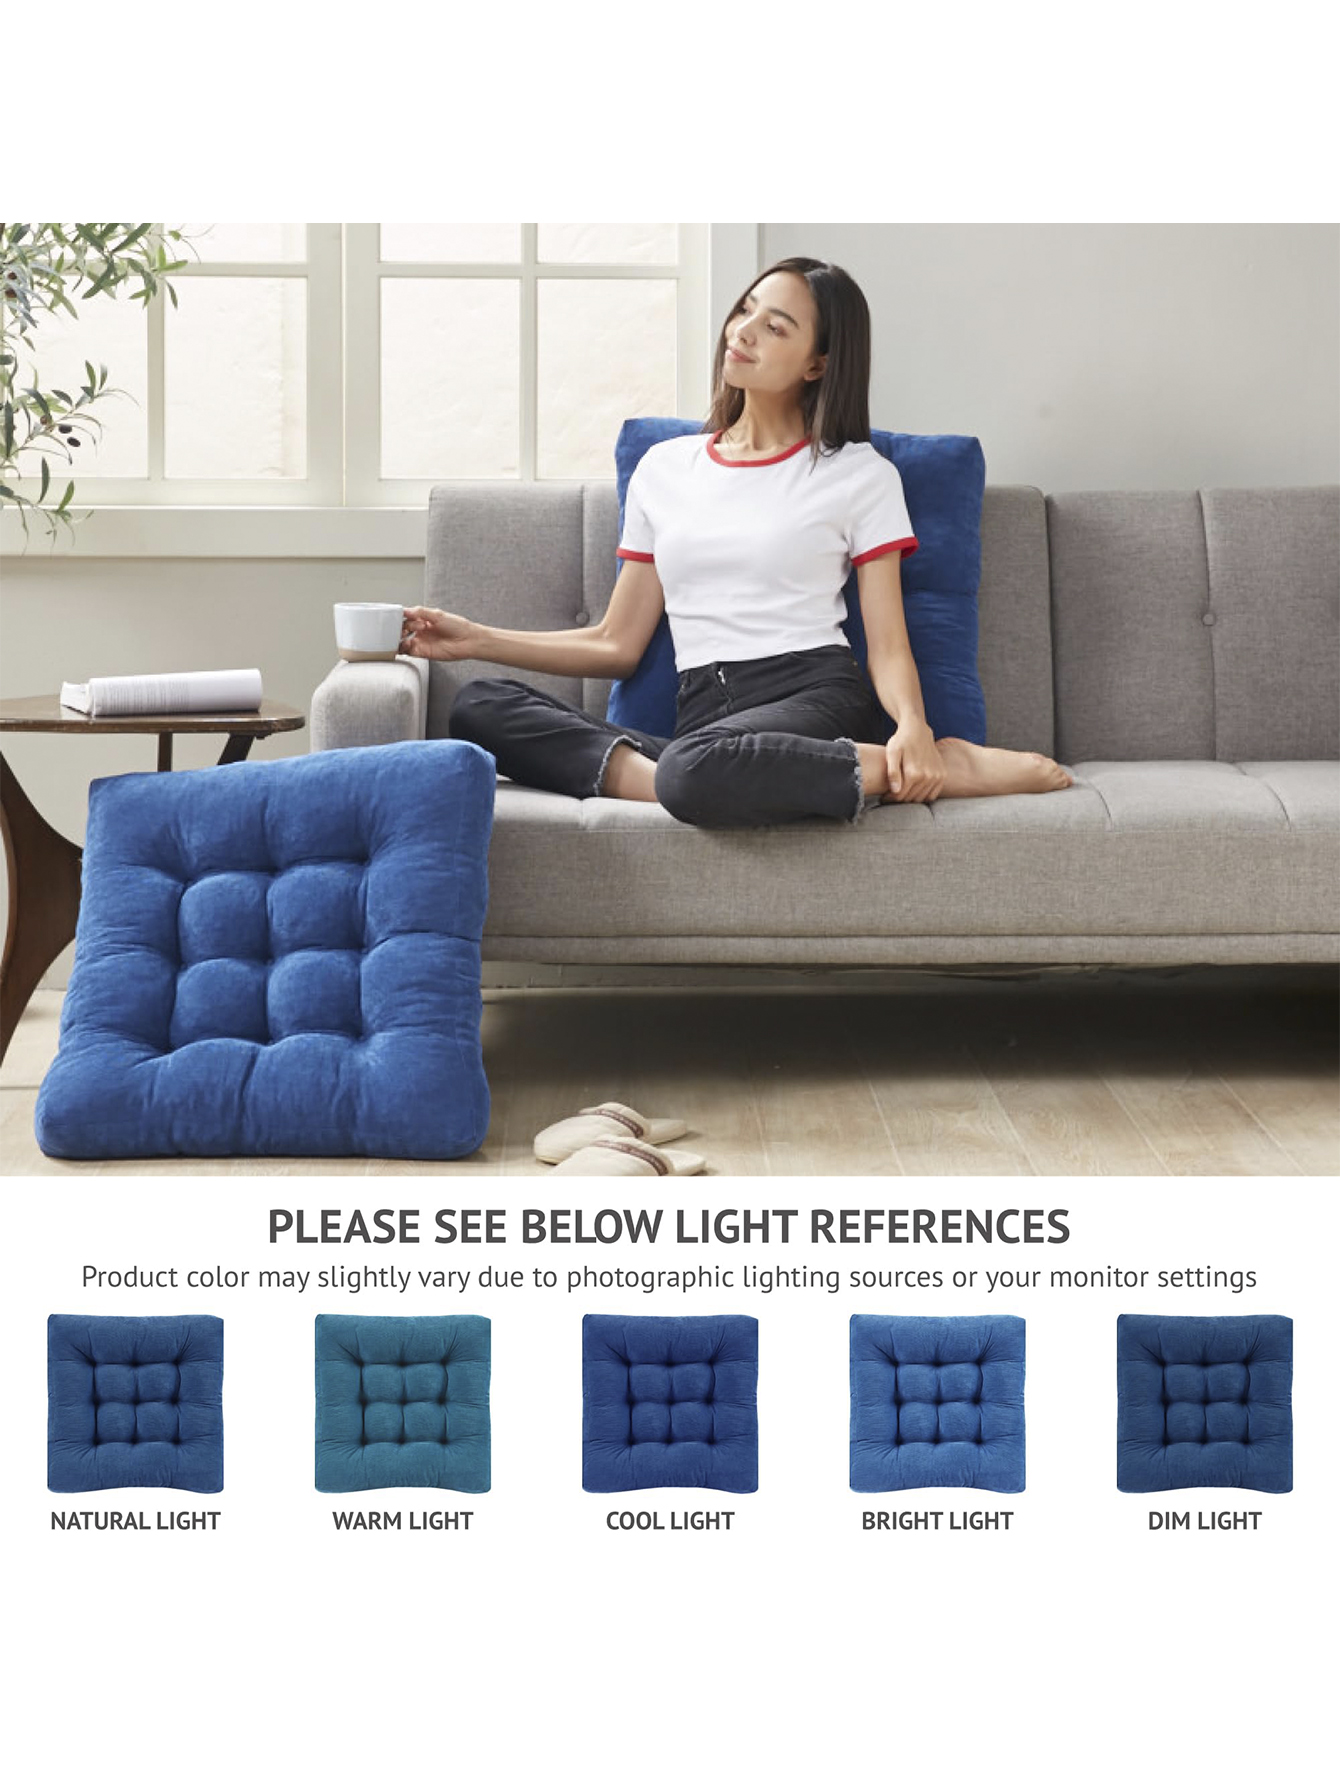 PLEASE SEE BELOW LIGHT REFERENCES
Product color may slightly vary due to photographic lighting sources or your monitor settings
NATURAL LIGHT
WARM LIGHT
COOL LIGHT
BRIGHT LIGHT
DIM LIGHT